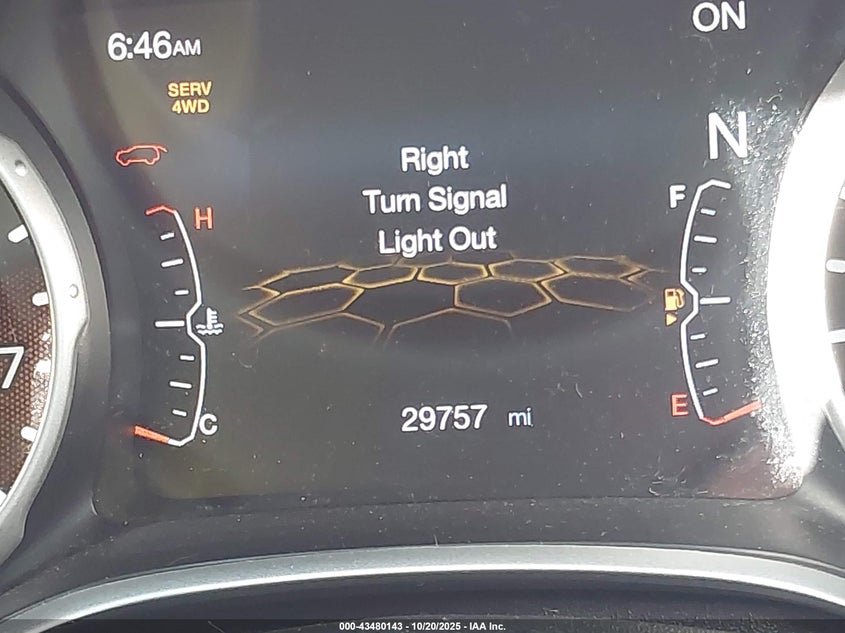 ON
6:46AM
SERV
4WD
N
Right
Turn Signal
Light Out
H
F
7
C
E
29757 mi
000-43480143 - 10/20/2025 - IAA Inc.